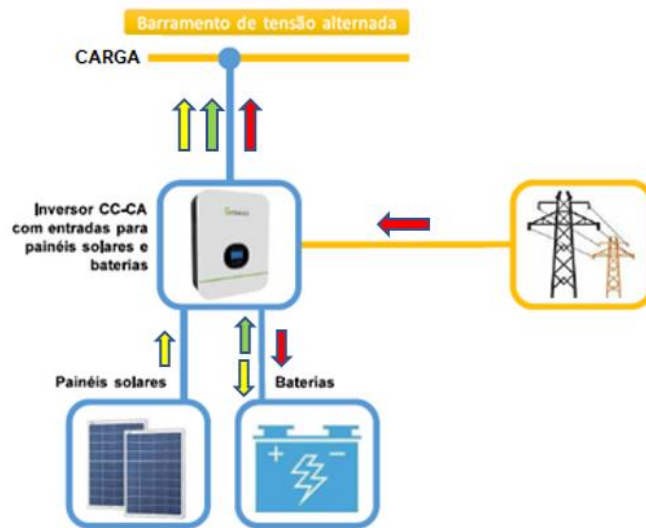 Barramento de tensão alternada
CARGA
Inversor CC-CA
com entradas para
painéis solares e
baterias
Painéis solares
Baterias